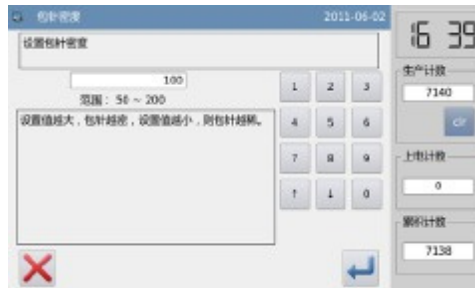 包针密度
2011-06-02
设置包针密度
100
范围: 50 ~ 200
设置值越大，包针越密，设置值越小，则包针越稀。
1 2 3
4 5 6
7 8 9
↑ ↓ 0
16 39
生产计数
7140
clr
上电计数
0
累积计数
7138